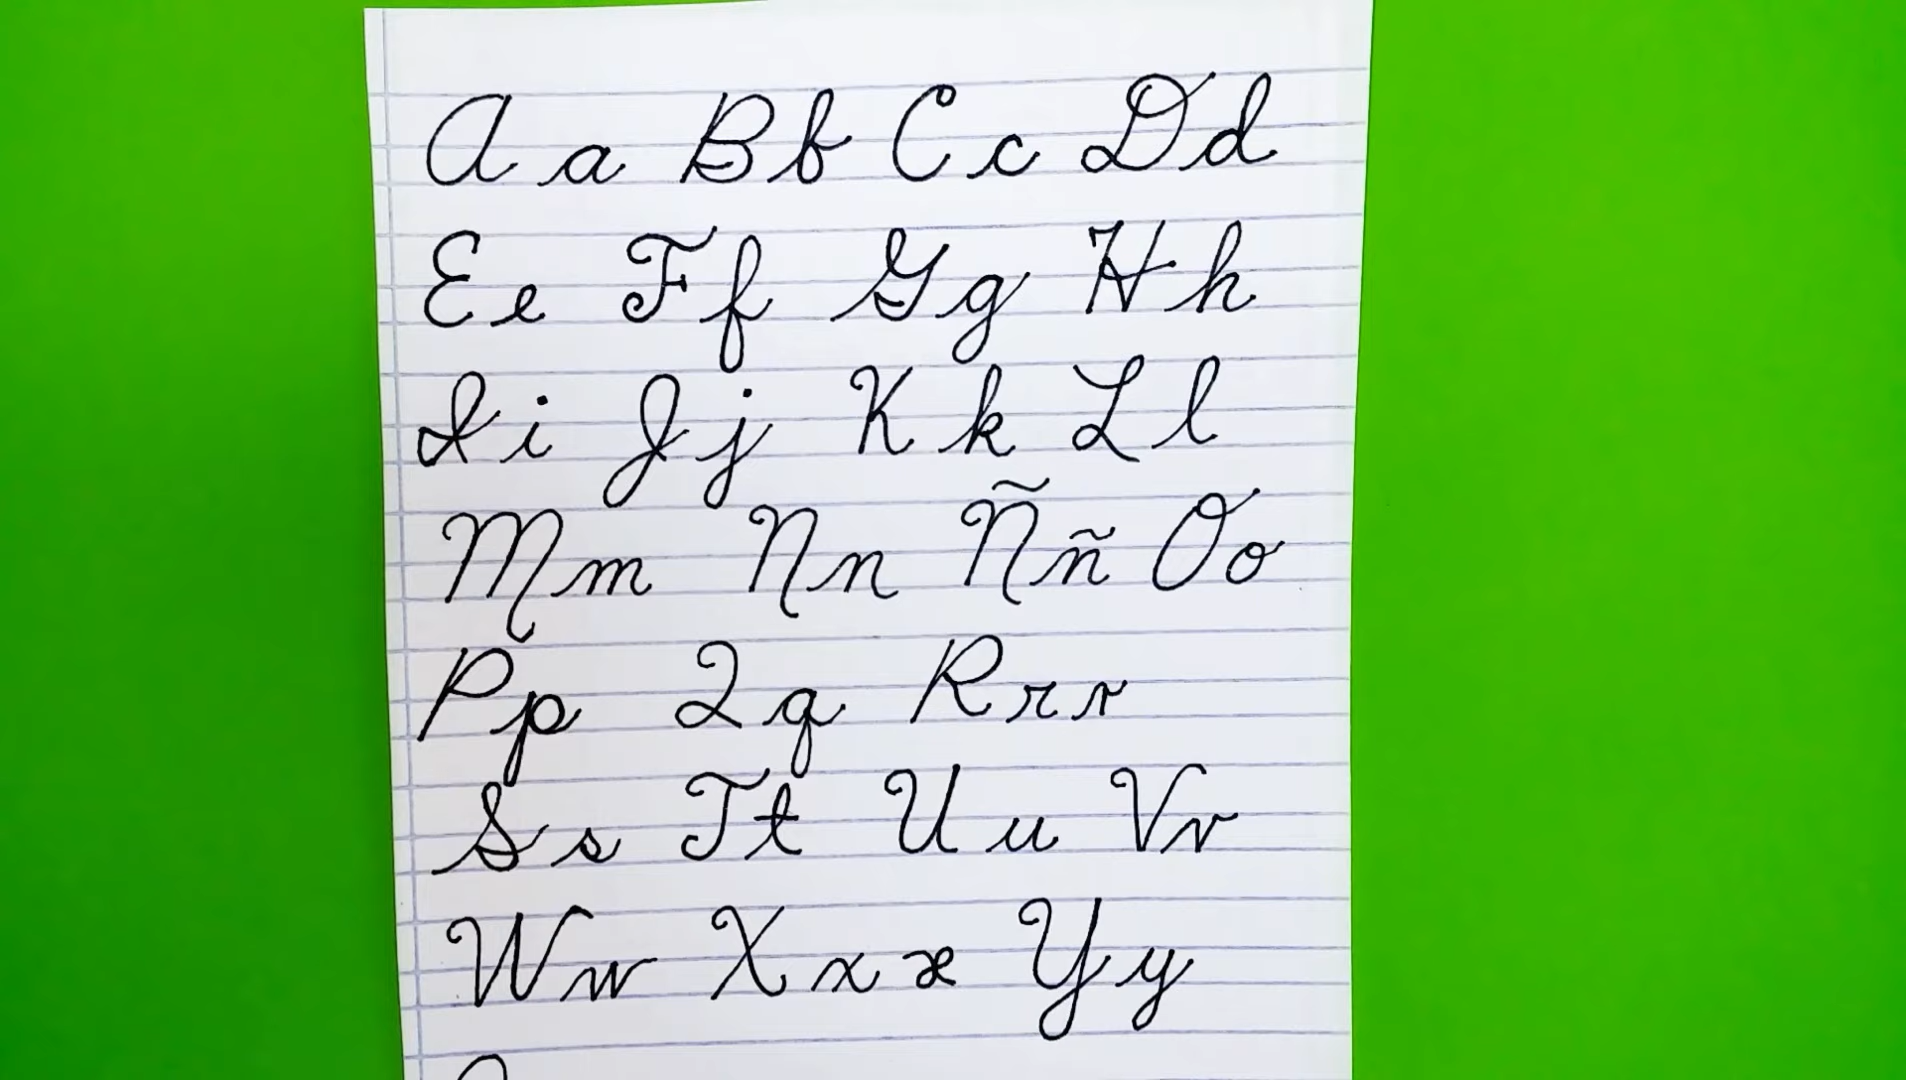 A a B b C c D d
E e F f G g H h
I i J j K k L l
M m N n Ñ ñ O o
P p Q q R r r
S s T t U u V v
W w X x x Y y